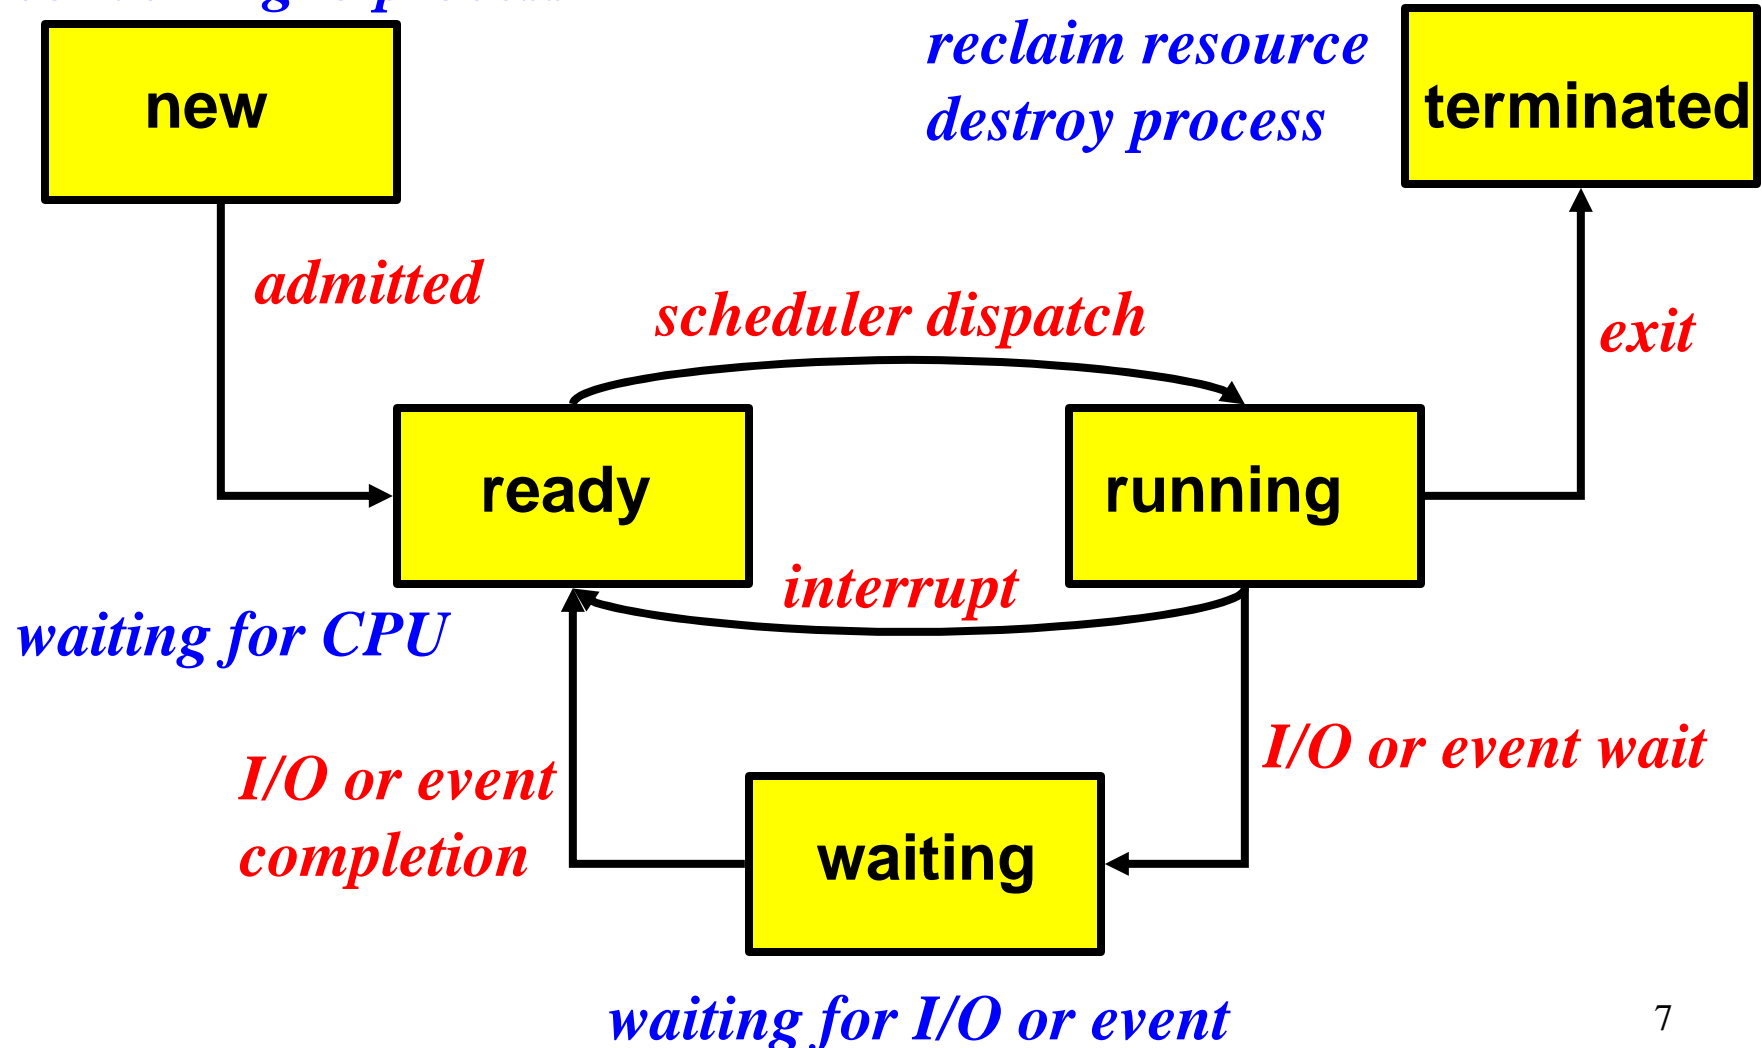 new
reclaim resource
destroy process
terminated
admitted
scheduler dispatch
exit
ready
running
interrupt
waiting for CPU
I/O or event wait
I/O or event
completion
waiting
waiting for I/O or event
7